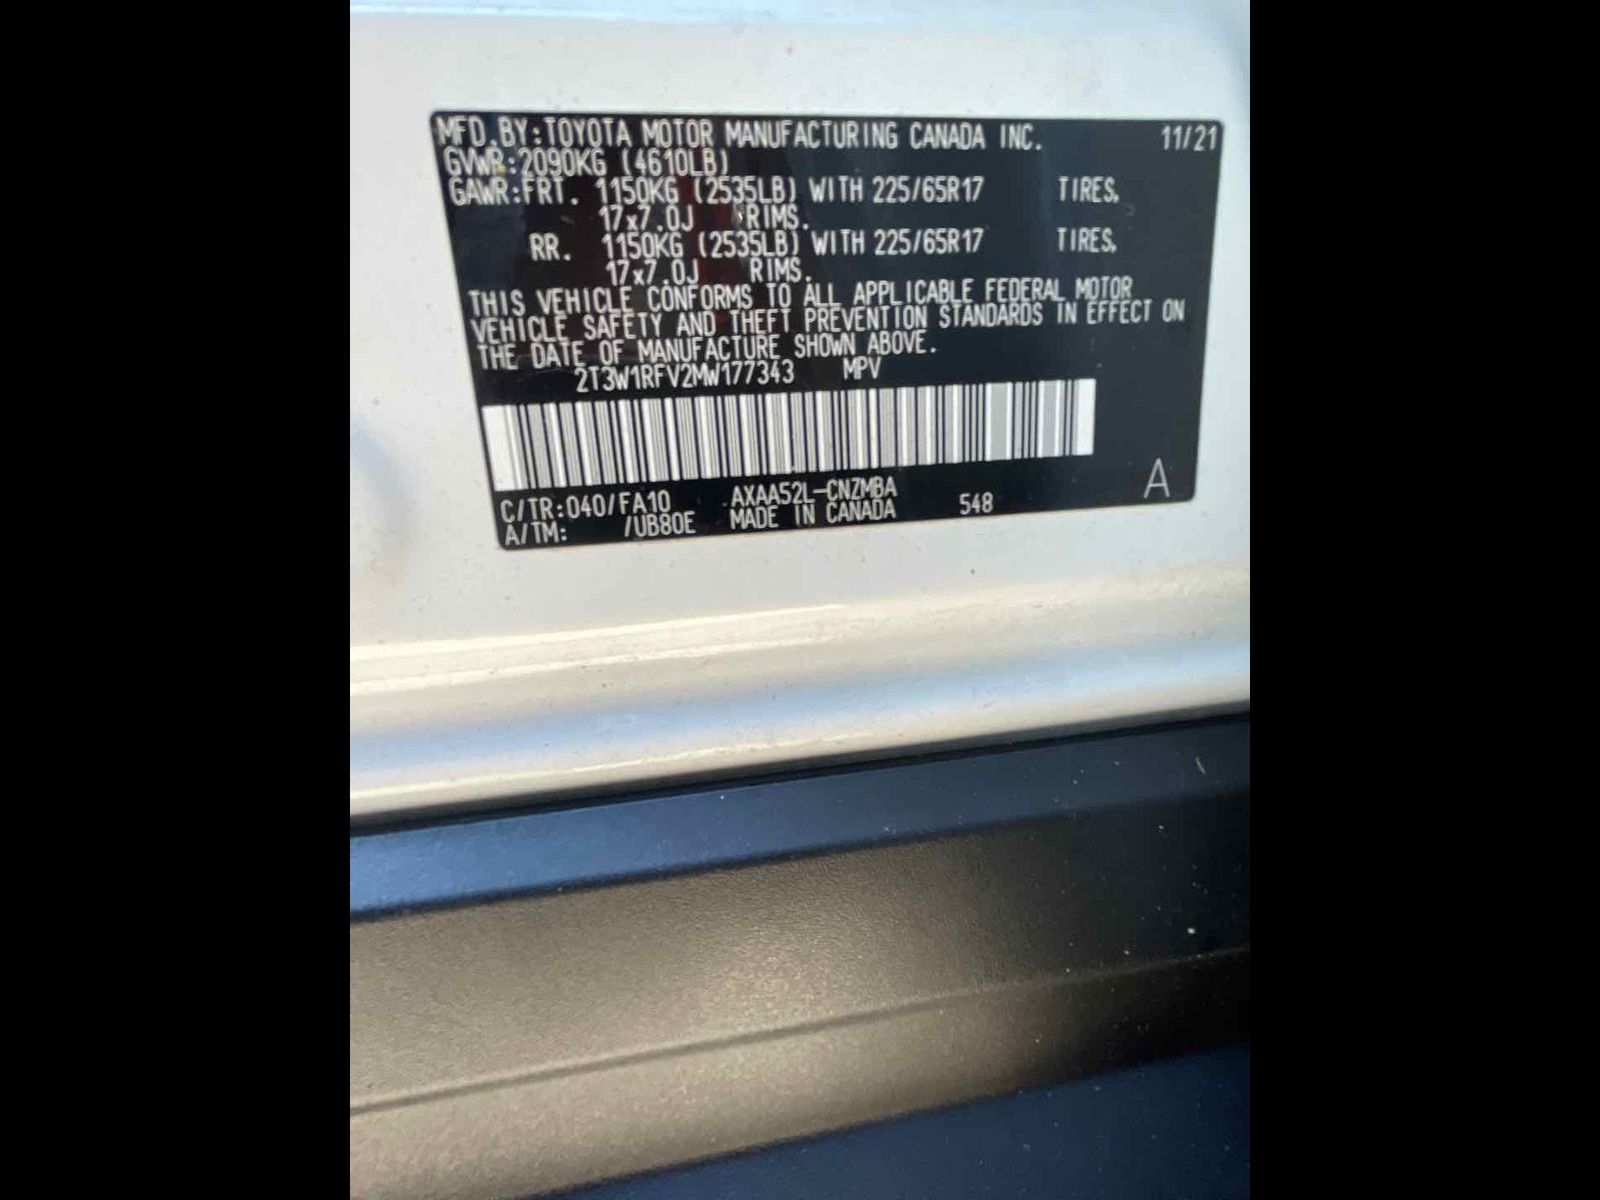 MFD.BY:TOYOTA MOTOR MANUFACTURING CANADA INC. 11/21
GVWR:2090KG (4610LB)
GAWR:FRT. 1150KG (2535LB) WITH 225/65R17 TIRES,
17x7.0J RIMS.
RR. 1150KG (2535LB) WITH 225/65R17 TIRES,
17x7.0J RIMS.
THIS VEHICLE CONFORMS TO ALL APPLICABLE FEDERAL MOTOR
VEHICLE SAFETY AND THEFT PREVENTION STANDARDS IN EFFECT ON
THE DATE OF MANUFACTURE SHOWN ABOVE.
2T3W1RFV2MW177343 MPV
C/TR:040/FA10 AXAA52L-CNZMBA 548 A
A/TM: /UB80E MADE IN CANADA